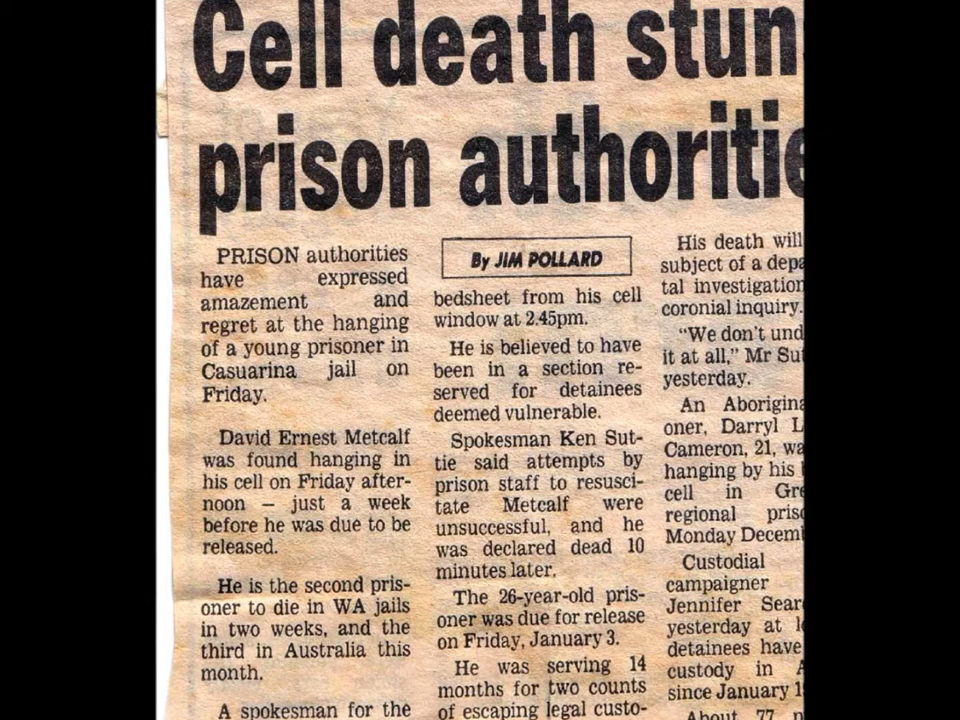 Cell death stun
prison authoritie
PRISON authorities
have expressed
amazement and
regret at the hanging
of a young prisoner in
Casuarina jail on
Friday.
David Ernest Metcalf
was found hanging in
his cell on Friday after-
noon – just a week
before he was due to be
released.
He is the second pris-
oner to die in WA jails
in two weeks, and the
third in Australia this
month.
A spokesman for the
By JIM POLLARD
bedsheet from his cell
window at 2.45pm.
He is believed to have
been in a section re-
served for detainees
deemed vulnerable.
Spokesman Ken Sut-
tie said attempts by
prison staff to resusci-
tate Metcalf were
unsuccessful, and he
was declared dead 10
minutes later.
The 26-year-old pris-
oner was due for release
on Friday, January 3.
He was serving 14
months for two counts
of escaping legal custo-
His death will
subject of a depa
tal investigation
coronial inquiry.
"We don't und
it at all," Mr Sut
yesterday.
An Aborigina
oner, Darryl L
Cameron, 21, wa
hanging by his
cell in Gre
regional priso
Monday Decemb
Custodial
campaigner
Jennifer Sear
yesterday at l
detainees have
custody in A
since January 1
About 77 p